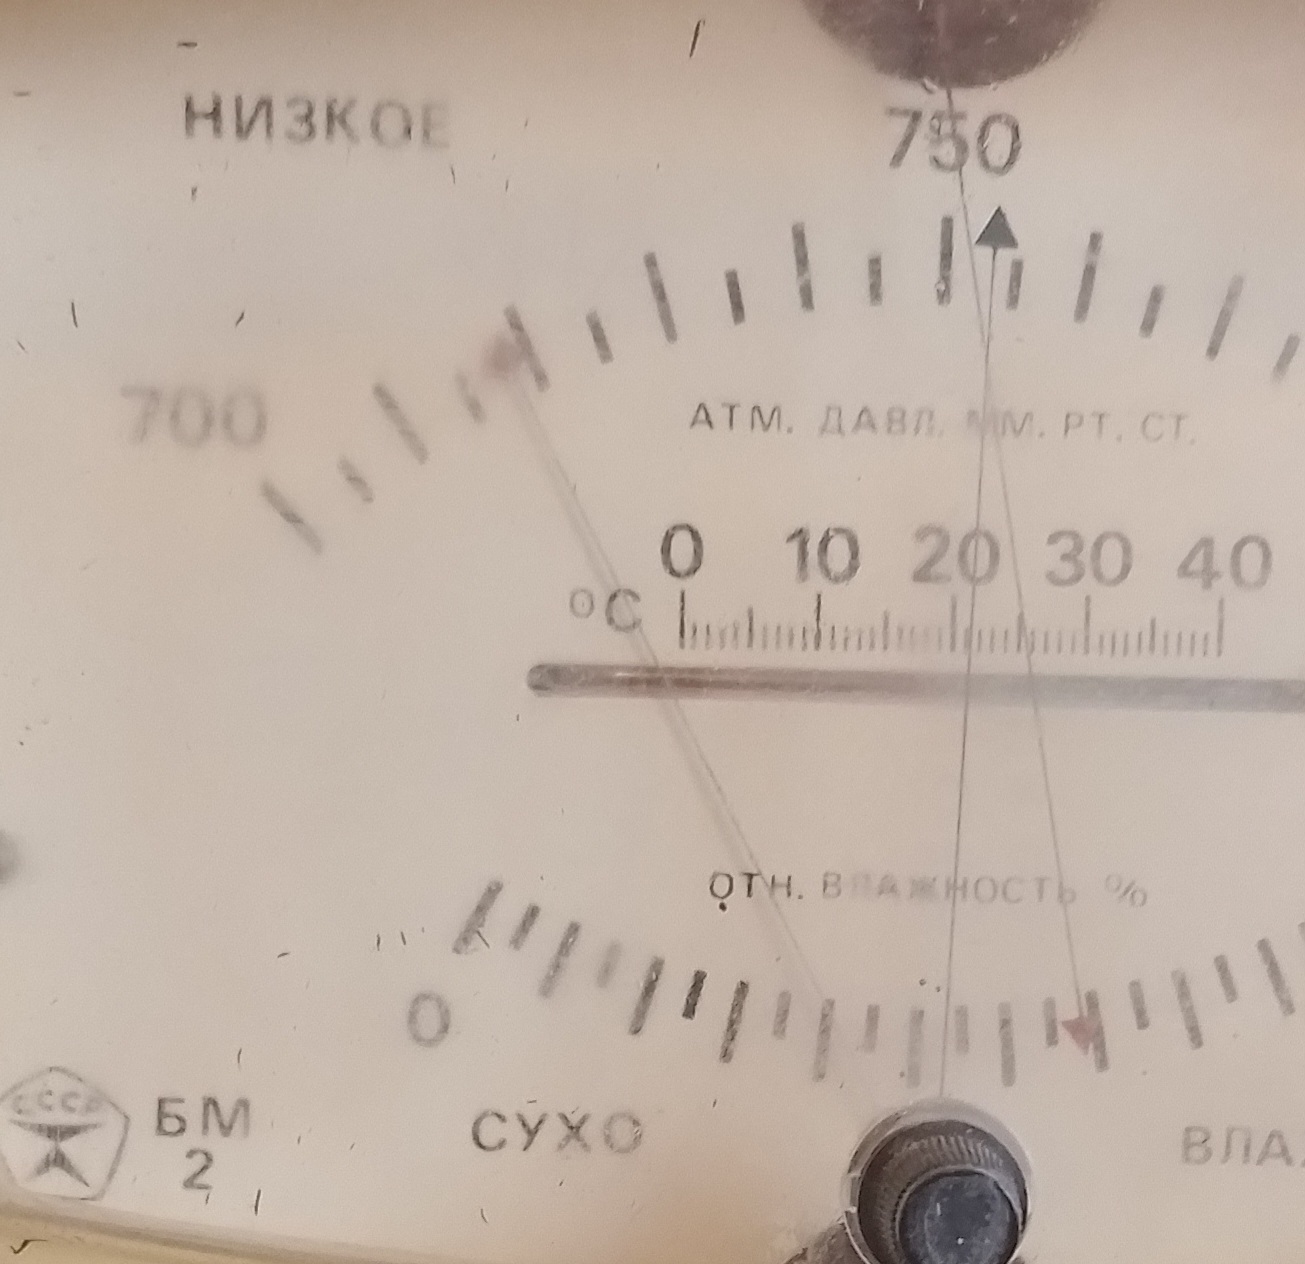 НИЗКОЕ
750
700
АТМ. ДАВЛ. ММ. РТ. СТ.
0 10 20 30 40
°C
ОТН. ВЛАЖНОСТЬ %
0
СССР
БМ
2
СУХО
ВЛА